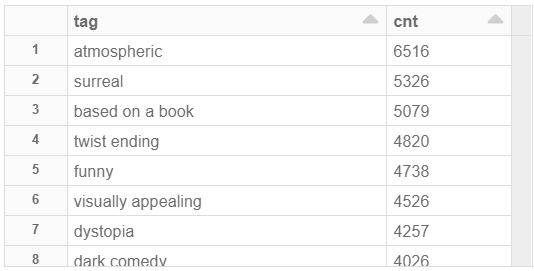 tag cnt
1 atmospheric 6516
2 surreal 5326
3 based on a book 5079
4 twist ending 4820
5 funny 4738
6 visually appealing 4526
7 dystopia 4257
8 dark comedy 4026